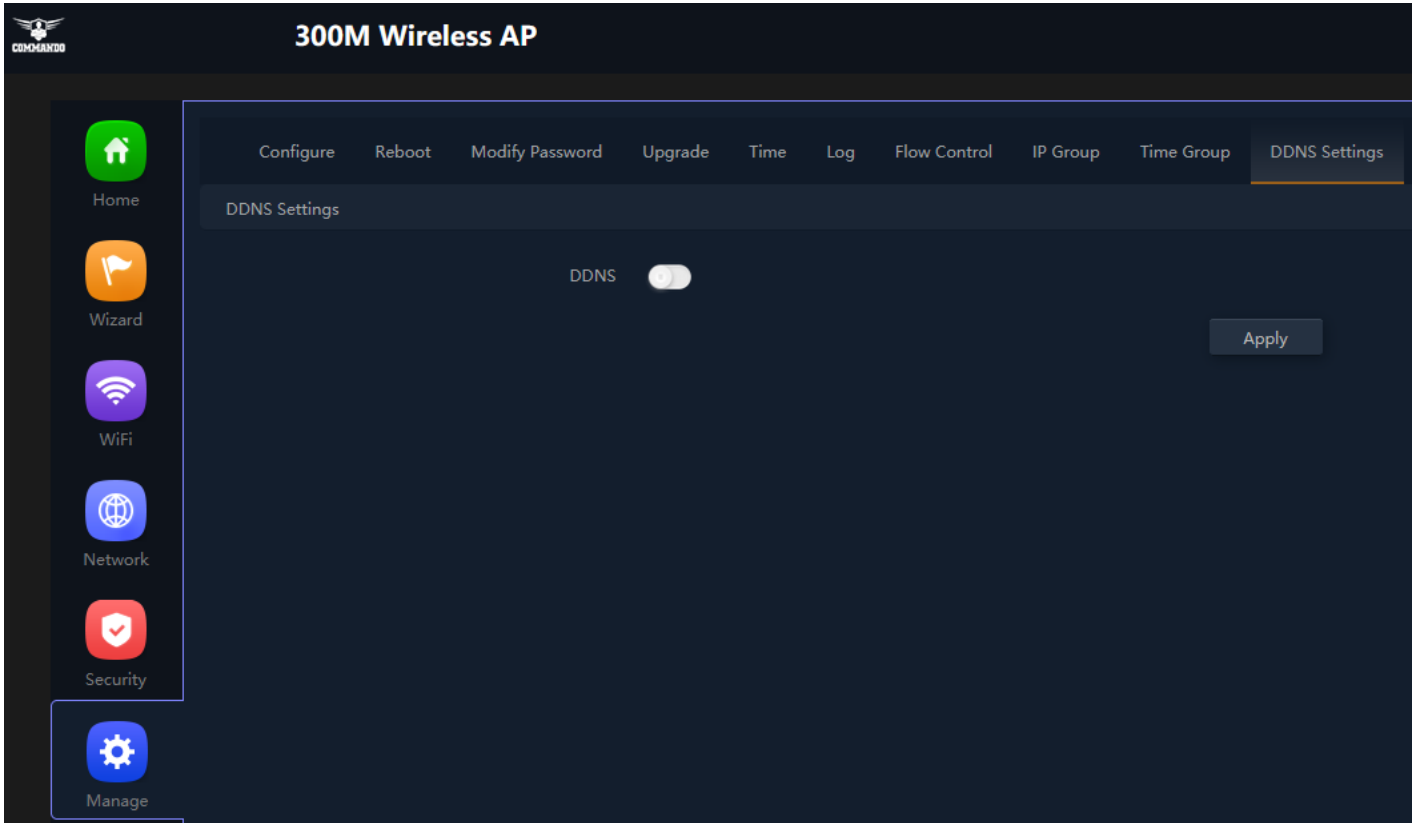 COMMANDO
300M Wireless AP
Configure Reboot Modify Password Upgrade Time Log Flow Control IP Group Time Group DDNS Settings
Home
DDNS Settings
DDNS
Wizard
Apply
WiFi
Network
Security
Manage